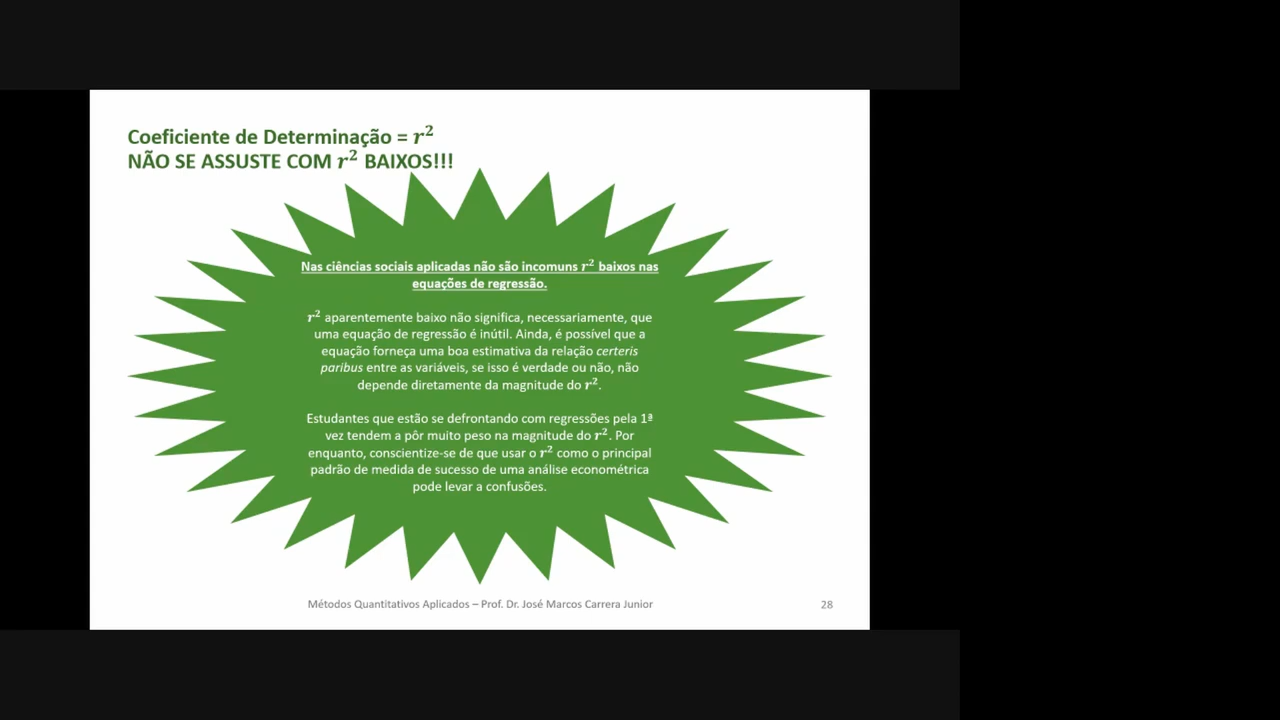 Coeficiente de Determinação = r²
NÃO SE ASSUSTE COM r² BAIXOS!!!
Nas ciências sociais aplicadas não são incomuns r² baixos nas
equações de regressão.
r² aparentemente baixo não significa, necessariamente, que
uma equação de regressão é inútil. Ainda, é possível que a
equação forneça uma boa estimativa da relação certeris
paribus entre as variáveis, se isso é verdade ou não, não
depende diretamente da magnitude do r².
Estudantes que estão se defrontando com regressões pela 1ª
vez tendem a pôr muito peso na magnitude do r². Por
enquanto, conscientize-se de que usar o r² como o principal
padrão de medida de sucesso de uma análise econométrica
pode levar a confusões.
Métodos Quantitativos Aplicados – Prof. Dr. José Marcos Carrera Junior
28